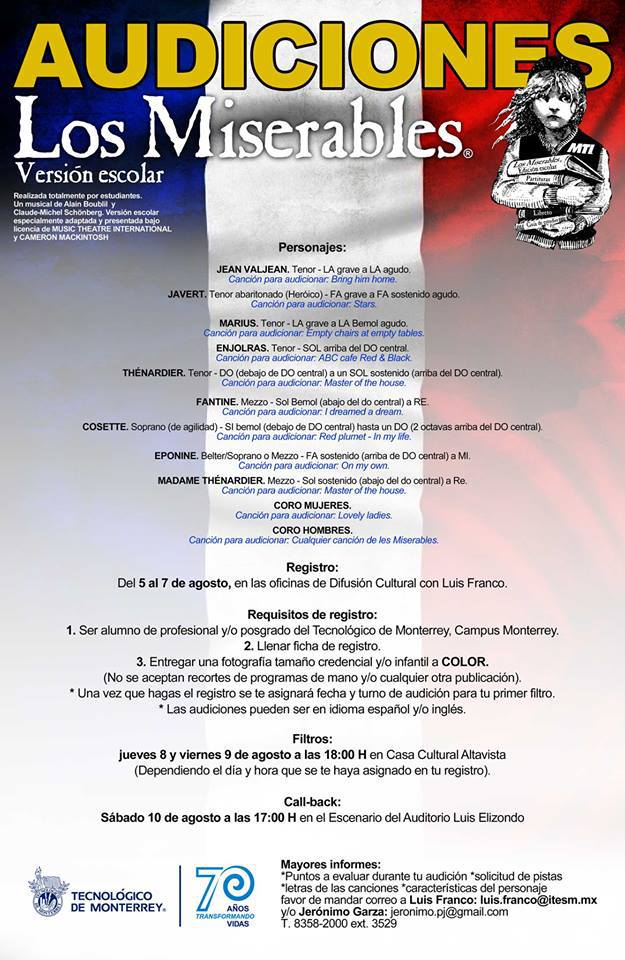 AUDICIONES
Los Miserables®
Versión escolar
Realizada totalmente por estudiantes.
Un musical de Alain Boublil y
Claude-Michel Schönberg. Versión escolar
especialmente adaptada y presentada bajo
licencia de MUSIC THEATRE INTERNATIONAL
y CAMERON MACKINTOSH
MTI
Los Miserables,
Edición escolar
Partituras
Libreto
Personajes:
JEAN VALJEAN. Tenor - LA grave a LA agudo.
Canción para audicionar: Bring him home.
JAVERT. Tenor abaritonado (Heróico) - FA grave a FA sostenido agudo.
Canción para audicionar: Stars.
MARIUS. Tenor - LA grave a LA Bemol agudo.
Canción para audicionar: Empty chairs at empty tables.
ENJOLRAS. Tenor - SOL arriba del DO central.
Canción para audicionar: ABC cafe Red & Black.
THÉNARDIER. Tenor - DO (debajo de DO central) a un SOL sostenido (arriba del DO central).
Canción para audicionar: Master of the house.
FANTINE. Mezzo - Sol Bemol (abajo del do central) a RE.
Canción para audicionar: I dreamed a dream.
COSETTE. Soprano (de agilidad) - SI bemol (debajo de DO central) hasta un DO (2 octavas arriba del DO central).
Canción para audicionar: Red plumet - In my life.
EPONINE. Belter/Soprano o Mezzo - FA sostenido (arriba de DO central) a MI.
Canción para audicionar: On my own.
MADAME THÉNARDIER. Mezzo - Sol sostenido (abajo del do central) a Re.
Canción para audicionar: Master of the house.
CORO MUJERES.
Canción para audicionar: Lovely ladies.
CORO HOMBRES.
Canción para audicionar: Cualquier canción de les Miserables.
Registro:
Del 5 al 7 de agosto, en las oficinas de Difusión Cultural con Luis Franco.
Requisitos de registro:
1. Ser alumno de profesional y/o posgrado del Tecnológico de Monterrey, Campus Monterrey.
2. Llenar ficha de registro.
3. Entregar una fotografía tamaño credencial y/o infantil a COLOR.
(No se aceptan recortes de programas de mano y/o cualquier otra publicación).
* Una vez que hagas el registro se te asignará fecha y turno de audición para tu primer filtro.
* Las audiciones pueden ser en idioma español y/o inglés.
Filtros:
jueves 8 y viernes 9 de agosto a las 18:00 H en Casa Cultural Altavista
(Dependiendo el día y hora que se te haya asignado en tu registro).
Call-back:
Sábado 10 de agosto a las 17:00 H en el Escenario del Auditorio Luis Elizondo
TECNOLÓGICO
DE MONTERREY®
70
AÑOS
TRANSFORMANDO
VIDAS
Mayores informes:
*Puntos a evaluar durante tu audición *solicitud de pistas
*letras de las canciones *características del personaje
favor de mandar correo a Luis Franco: luis.franco@itesm.mx
y/o Jerónimo Garza: jeronimo.pj@gmail.com
T. 8358-2000 ext. 3529